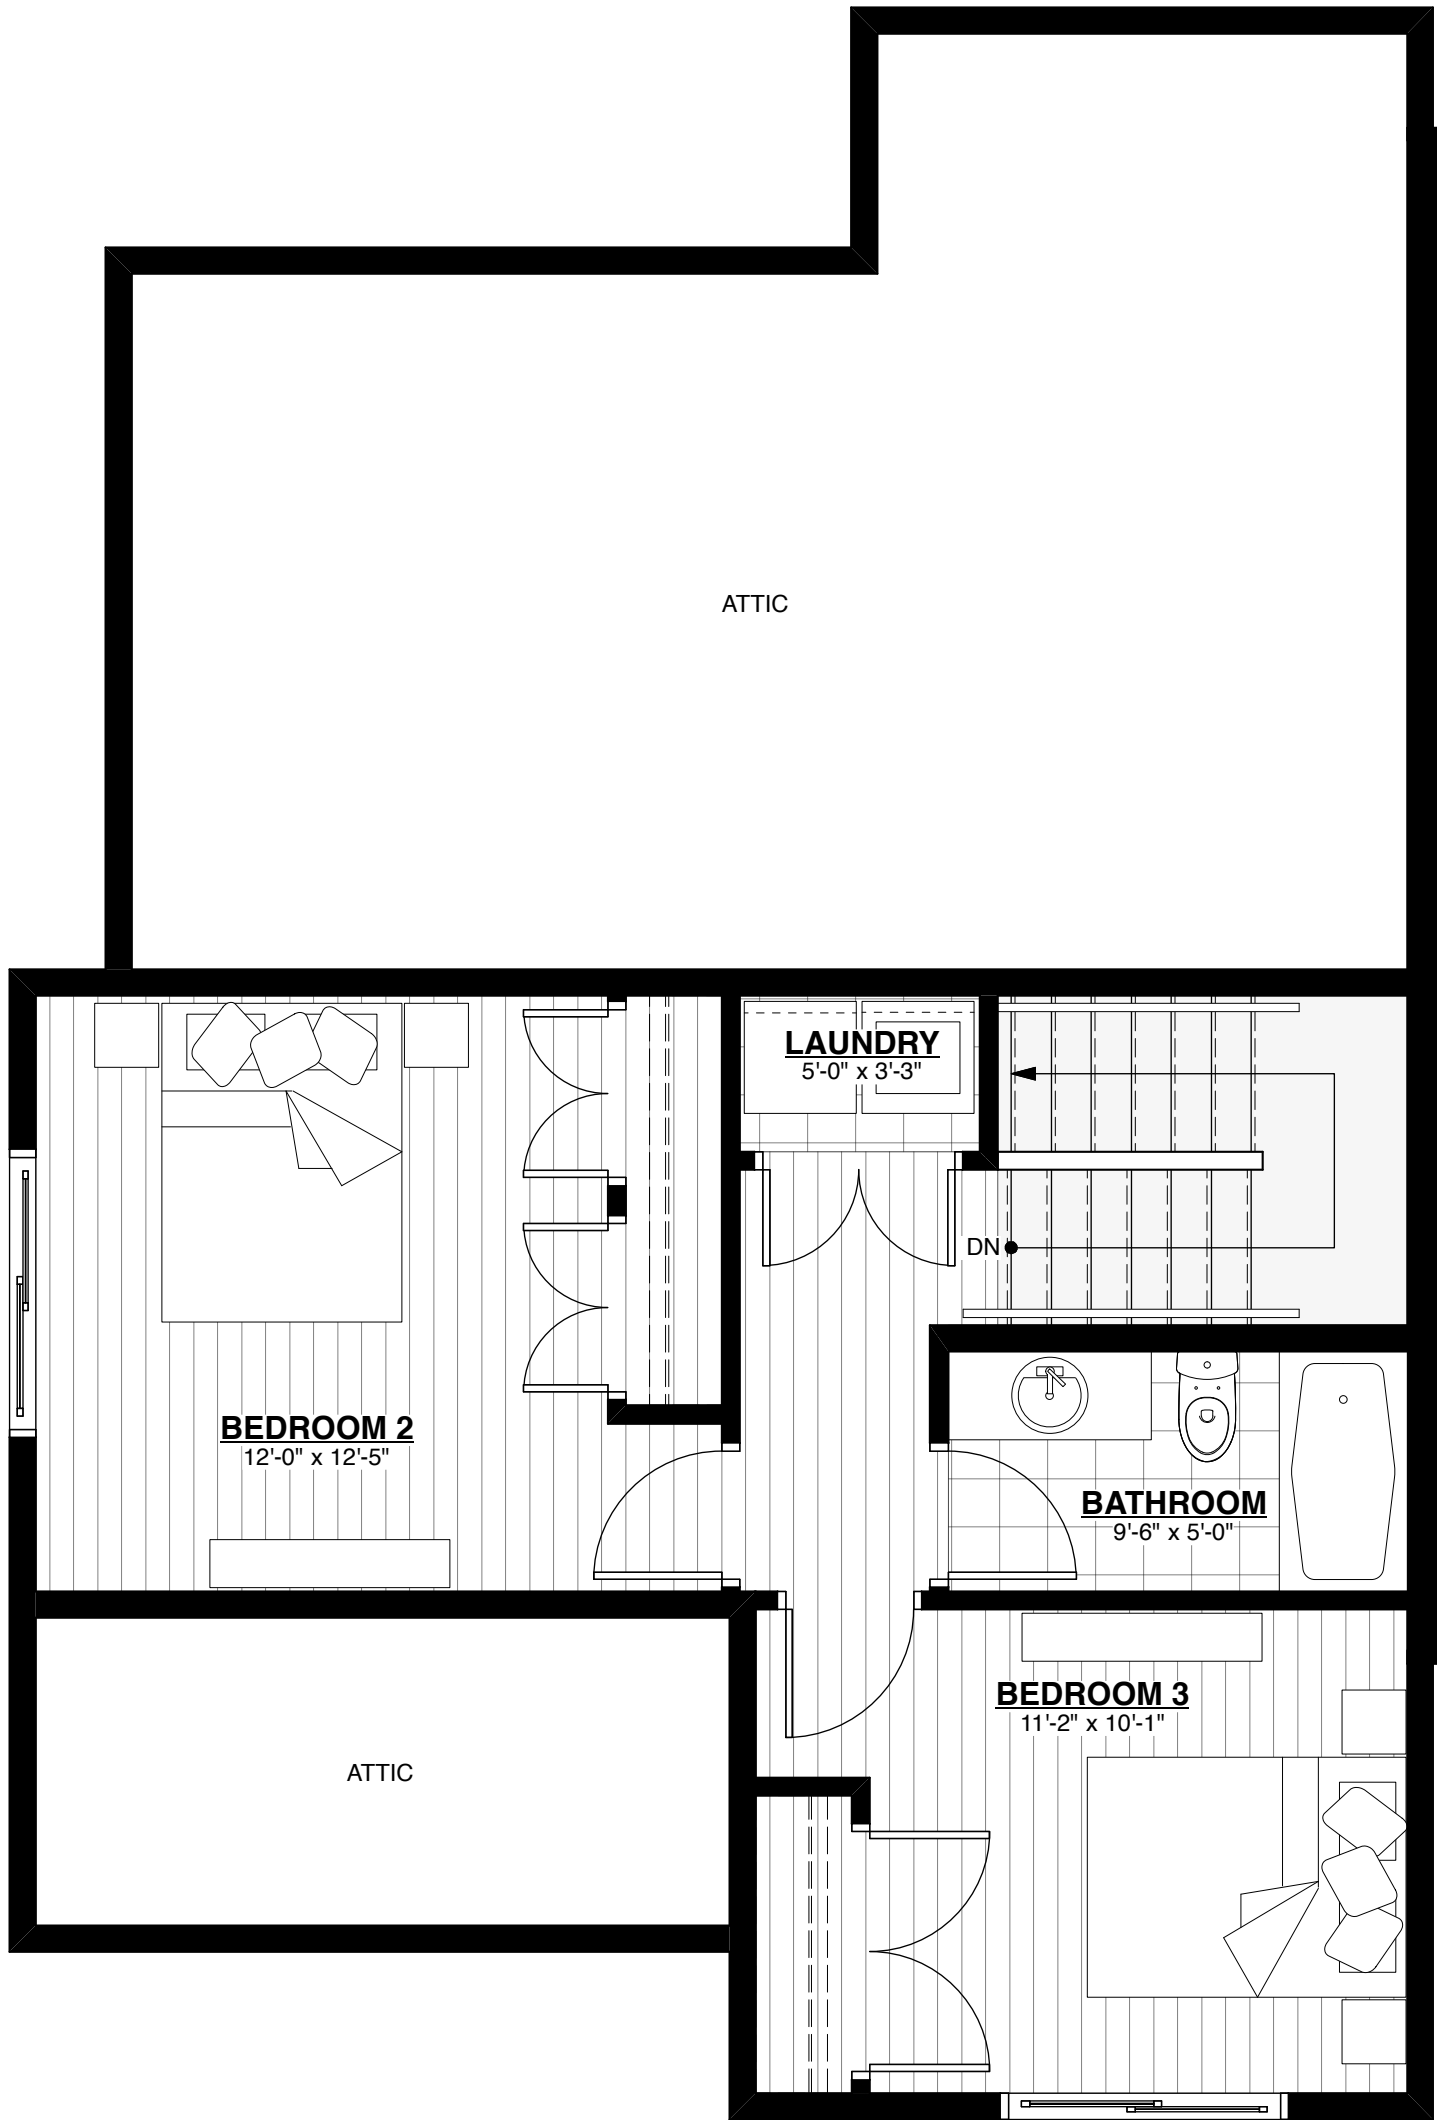 ATTIC
LAUNDRY
5'-0" x 3'-3"
DN
BEDROOM 2
12'-0" x 12'-5"
BATHROOM
9'-6" x 5'-0"
BEDROOM 3
11'-2" x 10'-1"
ATTIC